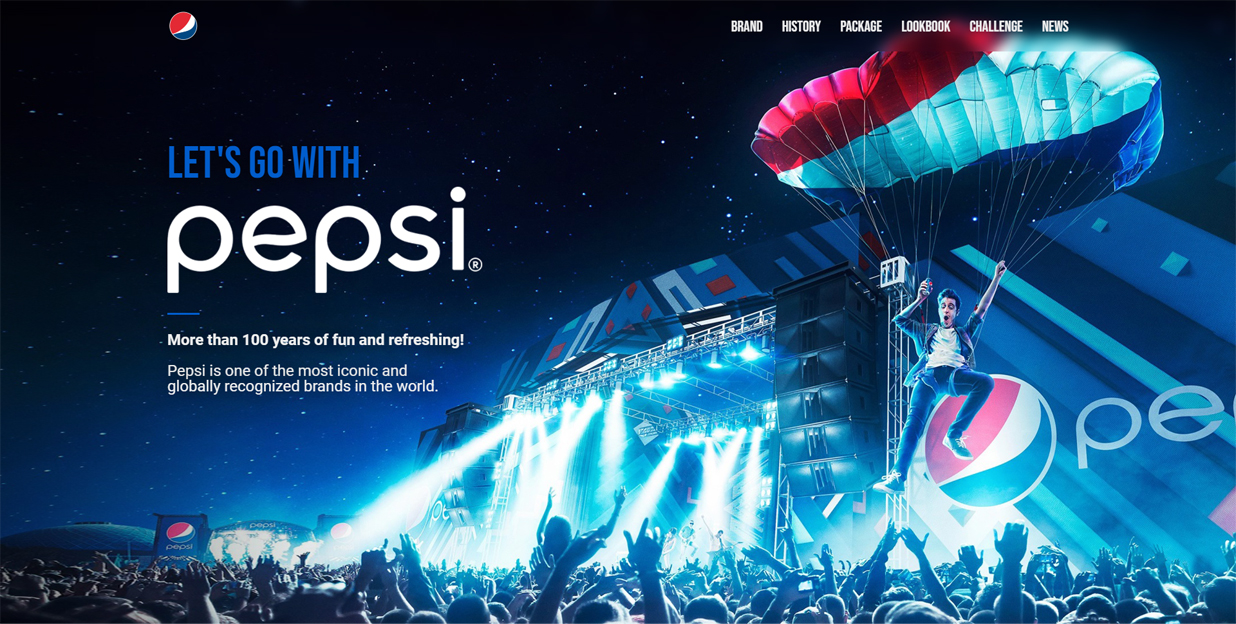 BRAND HISTORY PACKAGE LOOKBOOK CHALLENGE NEWS
LET'S GO WITH
pepsi®
More than 100 years of fun and refreshing!
Pepsi is one of the most iconic and
globally recognized brands in the world.
pe
pepsi
pepsi